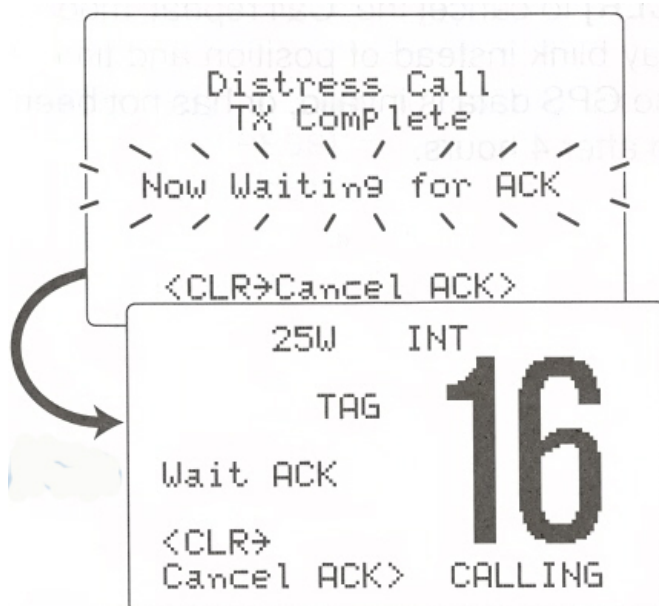 Distress Call
Tx Complete
Now Waiting for ACK
<CLR→Cancel ACK>
25W INT
TAG
16
Wait ACK
<CLR→
Cancel ACK>
CALLING